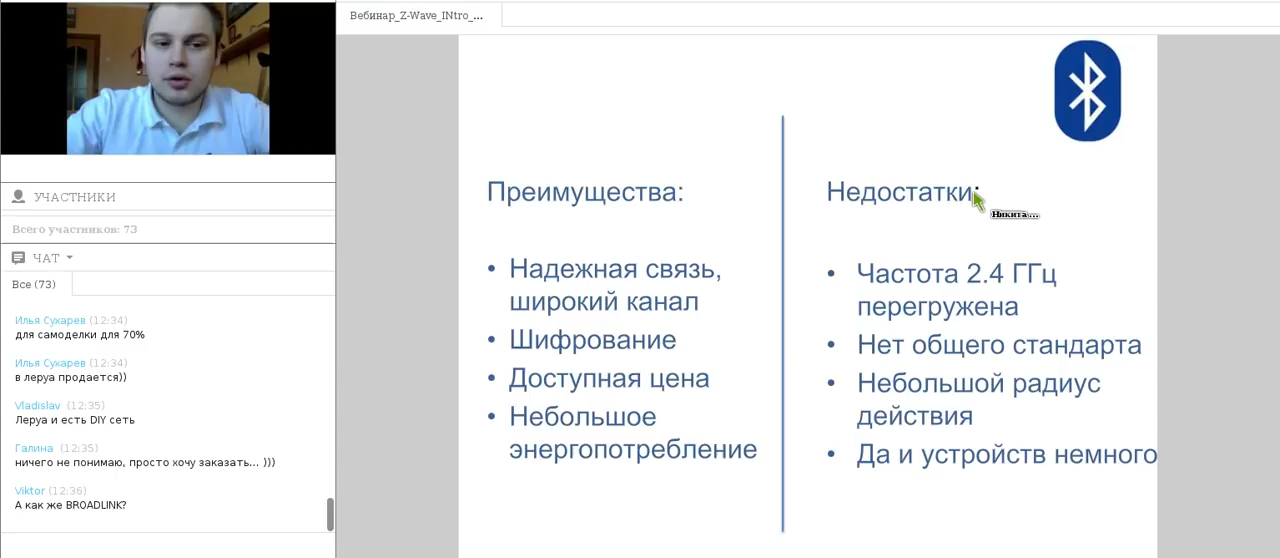 Вебинар_Z-Wave_INtro_...
УЧАСТНИКИ
Всего участников: 73
ЧАТ
Все (73)
Илья Сухарев (12:34)
для самоделки для 70%
Илья Сухарев (12:34)
в леруа продается))
Vladislav (12:35)
Леруа и есть DIY сеть
Галина (12:35)
ничего не понимаю, просто хочу заказать... )))
Viktor (12:36)
А как же BROADLINK?
Преимущества:
• Надежная связь,
широкий канал
• Шифрование
• Доступная цена
• Небольшое
энергопотребление
Недостатки:
Никита...
• Частота 2.4 ГГц
перегружена
• Нет общего стандарта
• Небольшой радиус
действия
• Да и устройств немного